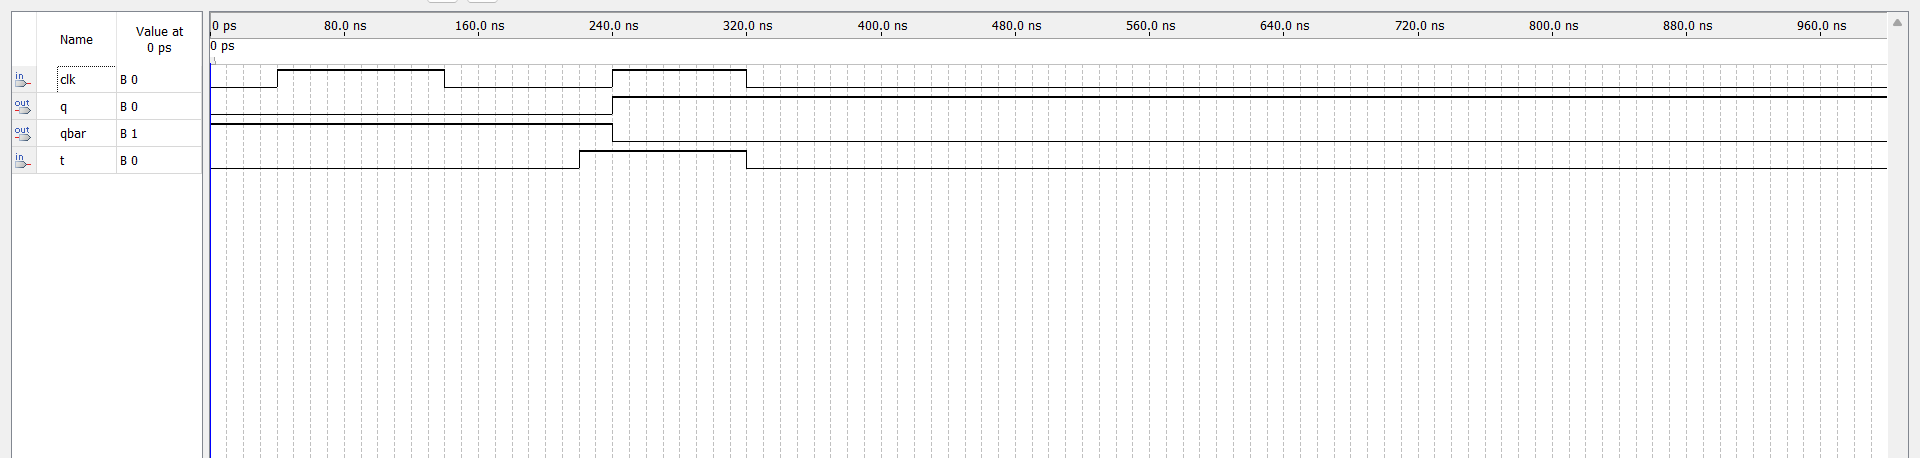 Name
Value at
0 ps
0 ps 80.0 ns 160.0 ns 240.0 ns 320.0 ns 400.0 ns 480.0 ns 560.0 ns 640.0 ns 720.0 ns 800.0 ns 880.0 ns 960.0 ns
0 ps
in clk B 0
out q B 0
out qbar B 1
in t B 0